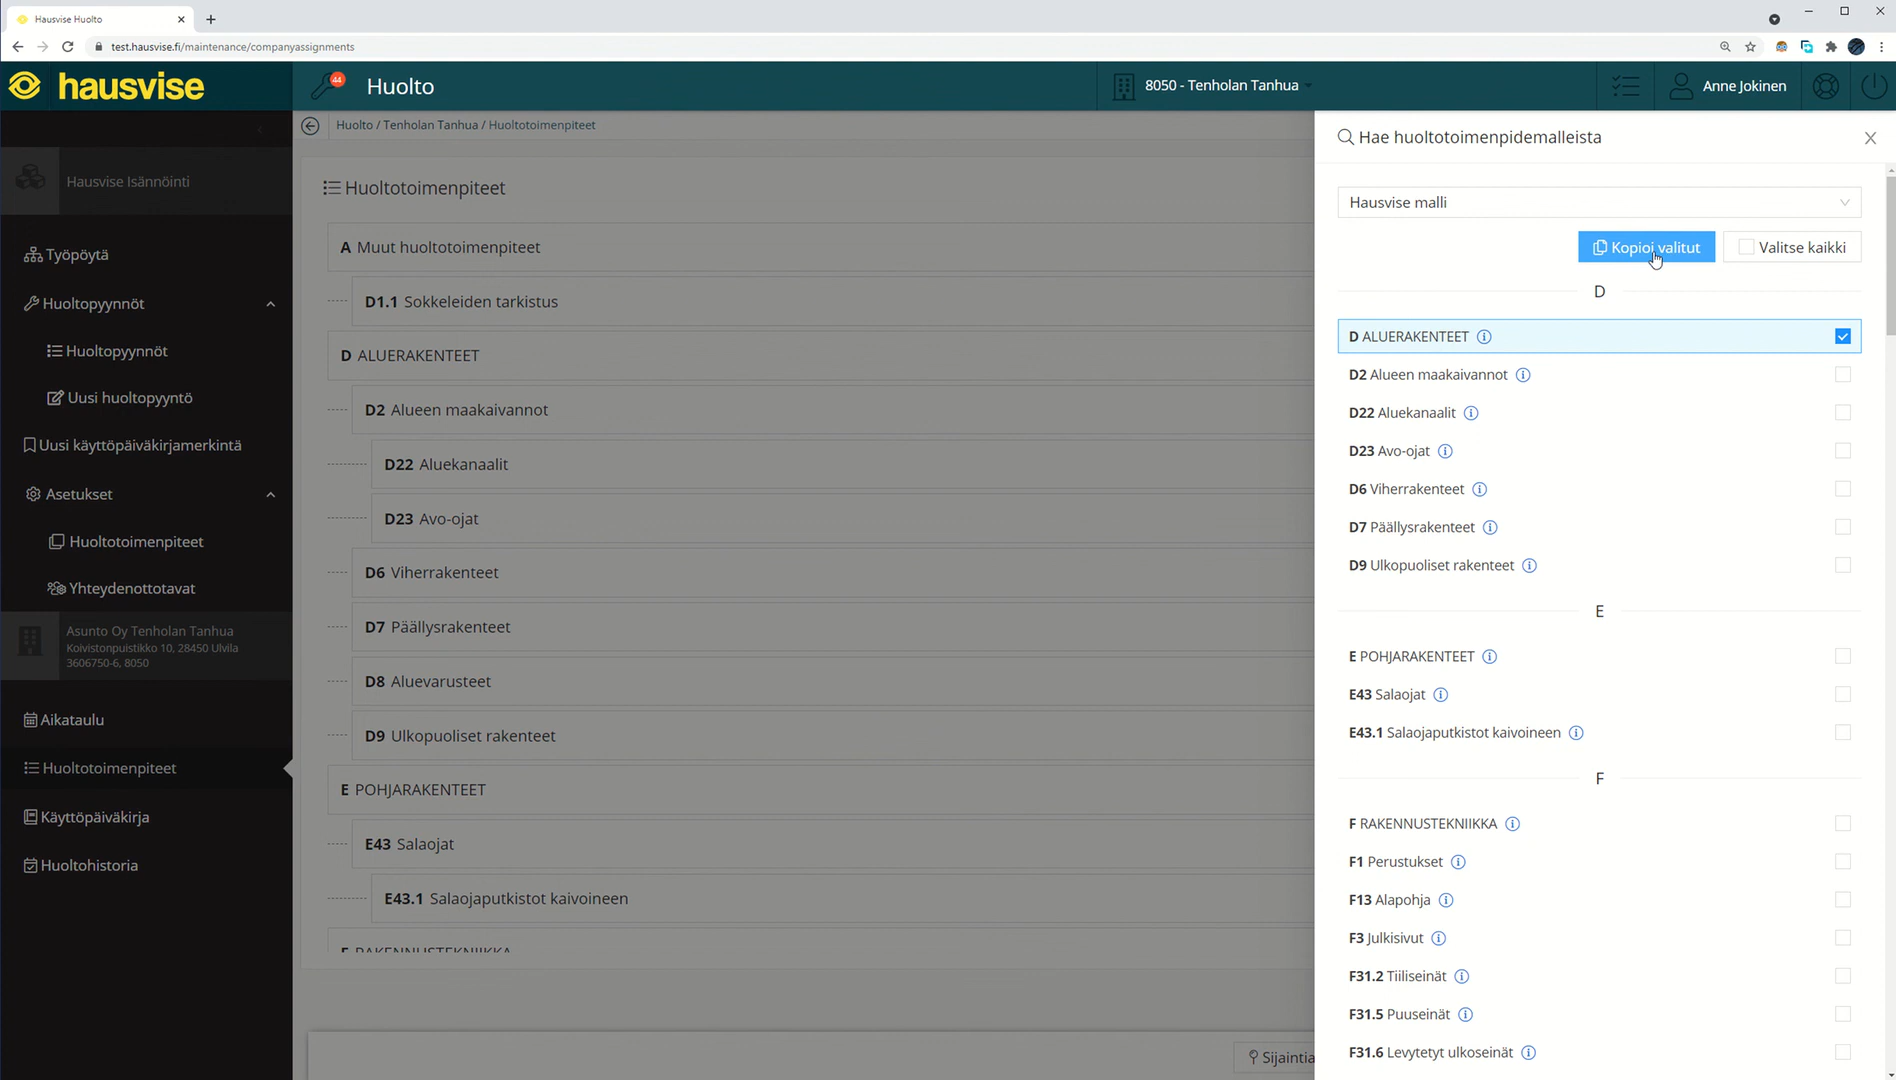 Hausvise Huolto
test.hausvise.fi/maintenance/companyassignments
hausvise
44
Huolto
8050 - Tenholan Tanhua
Anne Jokinen
Huolto / Tenholan Tanhua / Huoltotoimenpiteet
Hausvise Isännöinti
Työpöytä
Huoltopyynnöt
Huoltopyynnöt
Uusi huoltopyyntö
Uusi käyttöpäiväkirjamerkintä
Asetukset
Huoltotoimenpiteet
Yhteydenottotavat
Asunto Oy Tenholan Tanhua
Koivistonpuistikko 10, 28450 Ulvila
3606750-6, 8050
Aikataulu
Huoltotoimenpiteet
Käyttöpäiväkirja
Huoltohistoria
Huoltotoimenpiteet
A Muut huoltotoimenpiteet
D1.1 Sokkeleiden tarkistus
D ALUERAKENTEET
D2 Alueen maakaivannot
D22 Aluekanaalit
D23 Avo-ojat
D6 Viherrakenteet
D7 Päällysrakenteet
D8 Aluevarusteet
D9 Ulkopuoliset rakenteet
E POHJARAKENTEET
E43 Salaojat
E43.1 Salaojaputkistot kaivoineen
F RAKENNUSTEKNIIKKA
Sijaintia
Hae huoltotoimenpidemalleista
Hausvise malli
Kopioi valitut
Valitse kaikki
D
D ALUERAKENTEET
D2 Alueen maakaivannot
D22 Aluekanaalit
D23 Avo-ojat
D6 Viherrakenteet
D7 Päällysrakenteet
D9 Ulkopuoliset rakenteet
E
E POHJARAKENTEET
E43 Salaojat
E43.1 Salaojaputkistot kaivoineen
F
F RAKENNUSTEKNIIKKA
F1 Perustukset
F13 Alapohja
F3 Julkisivut
F31.2 Tiiliseinät
F31.5 Puuseinät
F31.6 Levytetyt ulkoseinät